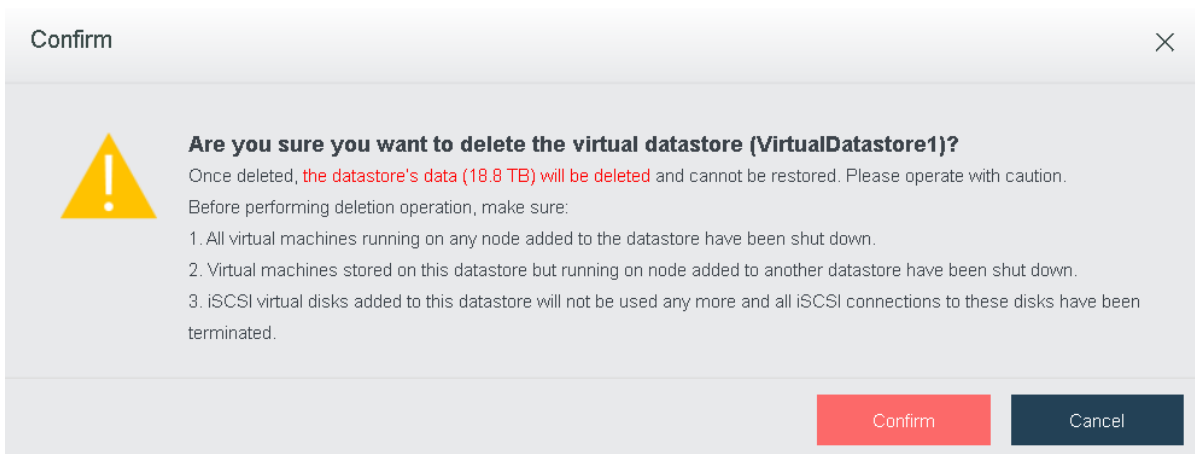 Confirm
Are you sure you want to delete the virtual datastore (VirtualDatastore1)?
Once deleted, the datastore's data (18.8 TB) will be deleted and cannot be restored. Please operate with caution.
Before performing deletion operation, make sure:
1. All virtual machines running on any node added to the datastore have been shut down.
2. Virtual machines stored on this datastore but running on node added to another datastore have been shut down.
3. iSCSI virtual disks added to this datastore will not be used any more and all iSCSI connections to these disks have been
terminated.
Confirm
Cancel